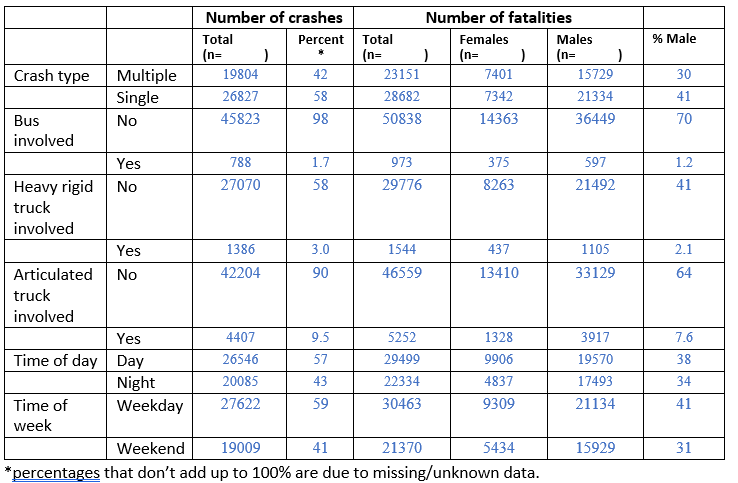 Number of crashes Number of fatalities
Total Percent Total Females Males % Male
(n= ) * (n= ) (n= ) (n= )
Crash type Multiple 19804 42 23151 7401 15729 30
Single 26827 58 28682 7342 21334 41
Bus No 45823 98 50838 14363 36449 70
involved
Yes 788 1.7 973 375 597 1.2
Heavy rigid No 27070 58 29776 8263 21492 41
truck
involved
Yes 1386 3.0 1544 437 1105 2.1
Articulated No 42204 90 46559 13410 33129 64
truck
involved
Yes 4407 9.5 5252 1328 3917 7.6
Time of day Day 26546 57 29499 9906 19570 38
Night 20085 43 22334 4837 17493 34
Time of Weekday 27622 59 30463 9309 21134 41
week
Weekend 19009 41 21370 5434 15929 31
*percentages that don't add up to 100% are due to missing/unknown data.